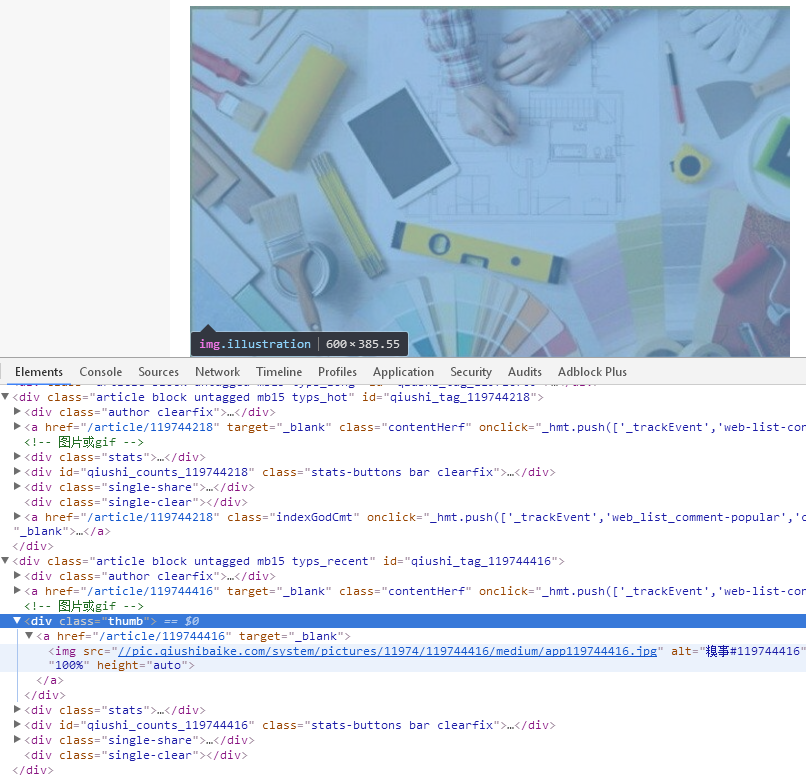 img.illustration | 600×385.55
Elements Console Sources Network Timeline Profiles Application Security Audits Adblock Plus
▼<div class="article block untagged mb15 typs_hot" id="qiushi_tag_119744218">
▶<div class="author clearfix">…</div>
▶<a href="/article/119744218" target="_blank" class="contentHerf" onclick="_hmt.push(['_trackEvent','web-list-con
<!-- 图片或gif -->
▶<div class="stats">…</div>
▶<div id="qiushi_counts_119744218" class="stats-buttons bar clearfix">…</div>
▶<div class="single-share">…</div>
<div class="single-clear"></div>
▶<a href="/article/119744218" class="indexGodCmt" onclick="_hmt.push(['_trackEvent','web_list_comment-popular','c
"_blank">…</a>
</div>
▼<div class="article block untagged mb15 typs_recent" id="qiushi_tag_119744416">
▶<div class="author clearfix">…</div>
▶<a href="/article/119744416" target="_blank" class="contentHerf" onclick="_hmt.push(['_trackEvent','web-list-con
<!-- 图片或gif -->
▼<div class="thumb"> == $0
▼<a href="/article/119744416" target="_blank">
<img src="//pic.qiushibaike.com/system/pictures/11974/119744416/medium/app119744416.jpg" alt="糗事#119744416"
"100%" height="auto">
</a>
</div>
▶<div class="stats">…</div>
▶<div id="qiushi_counts_119744416" class="stats-buttons bar clearfix">…</div>
▶<div class="single-share">…</div>
<div class="single-clear"></div>
</div>